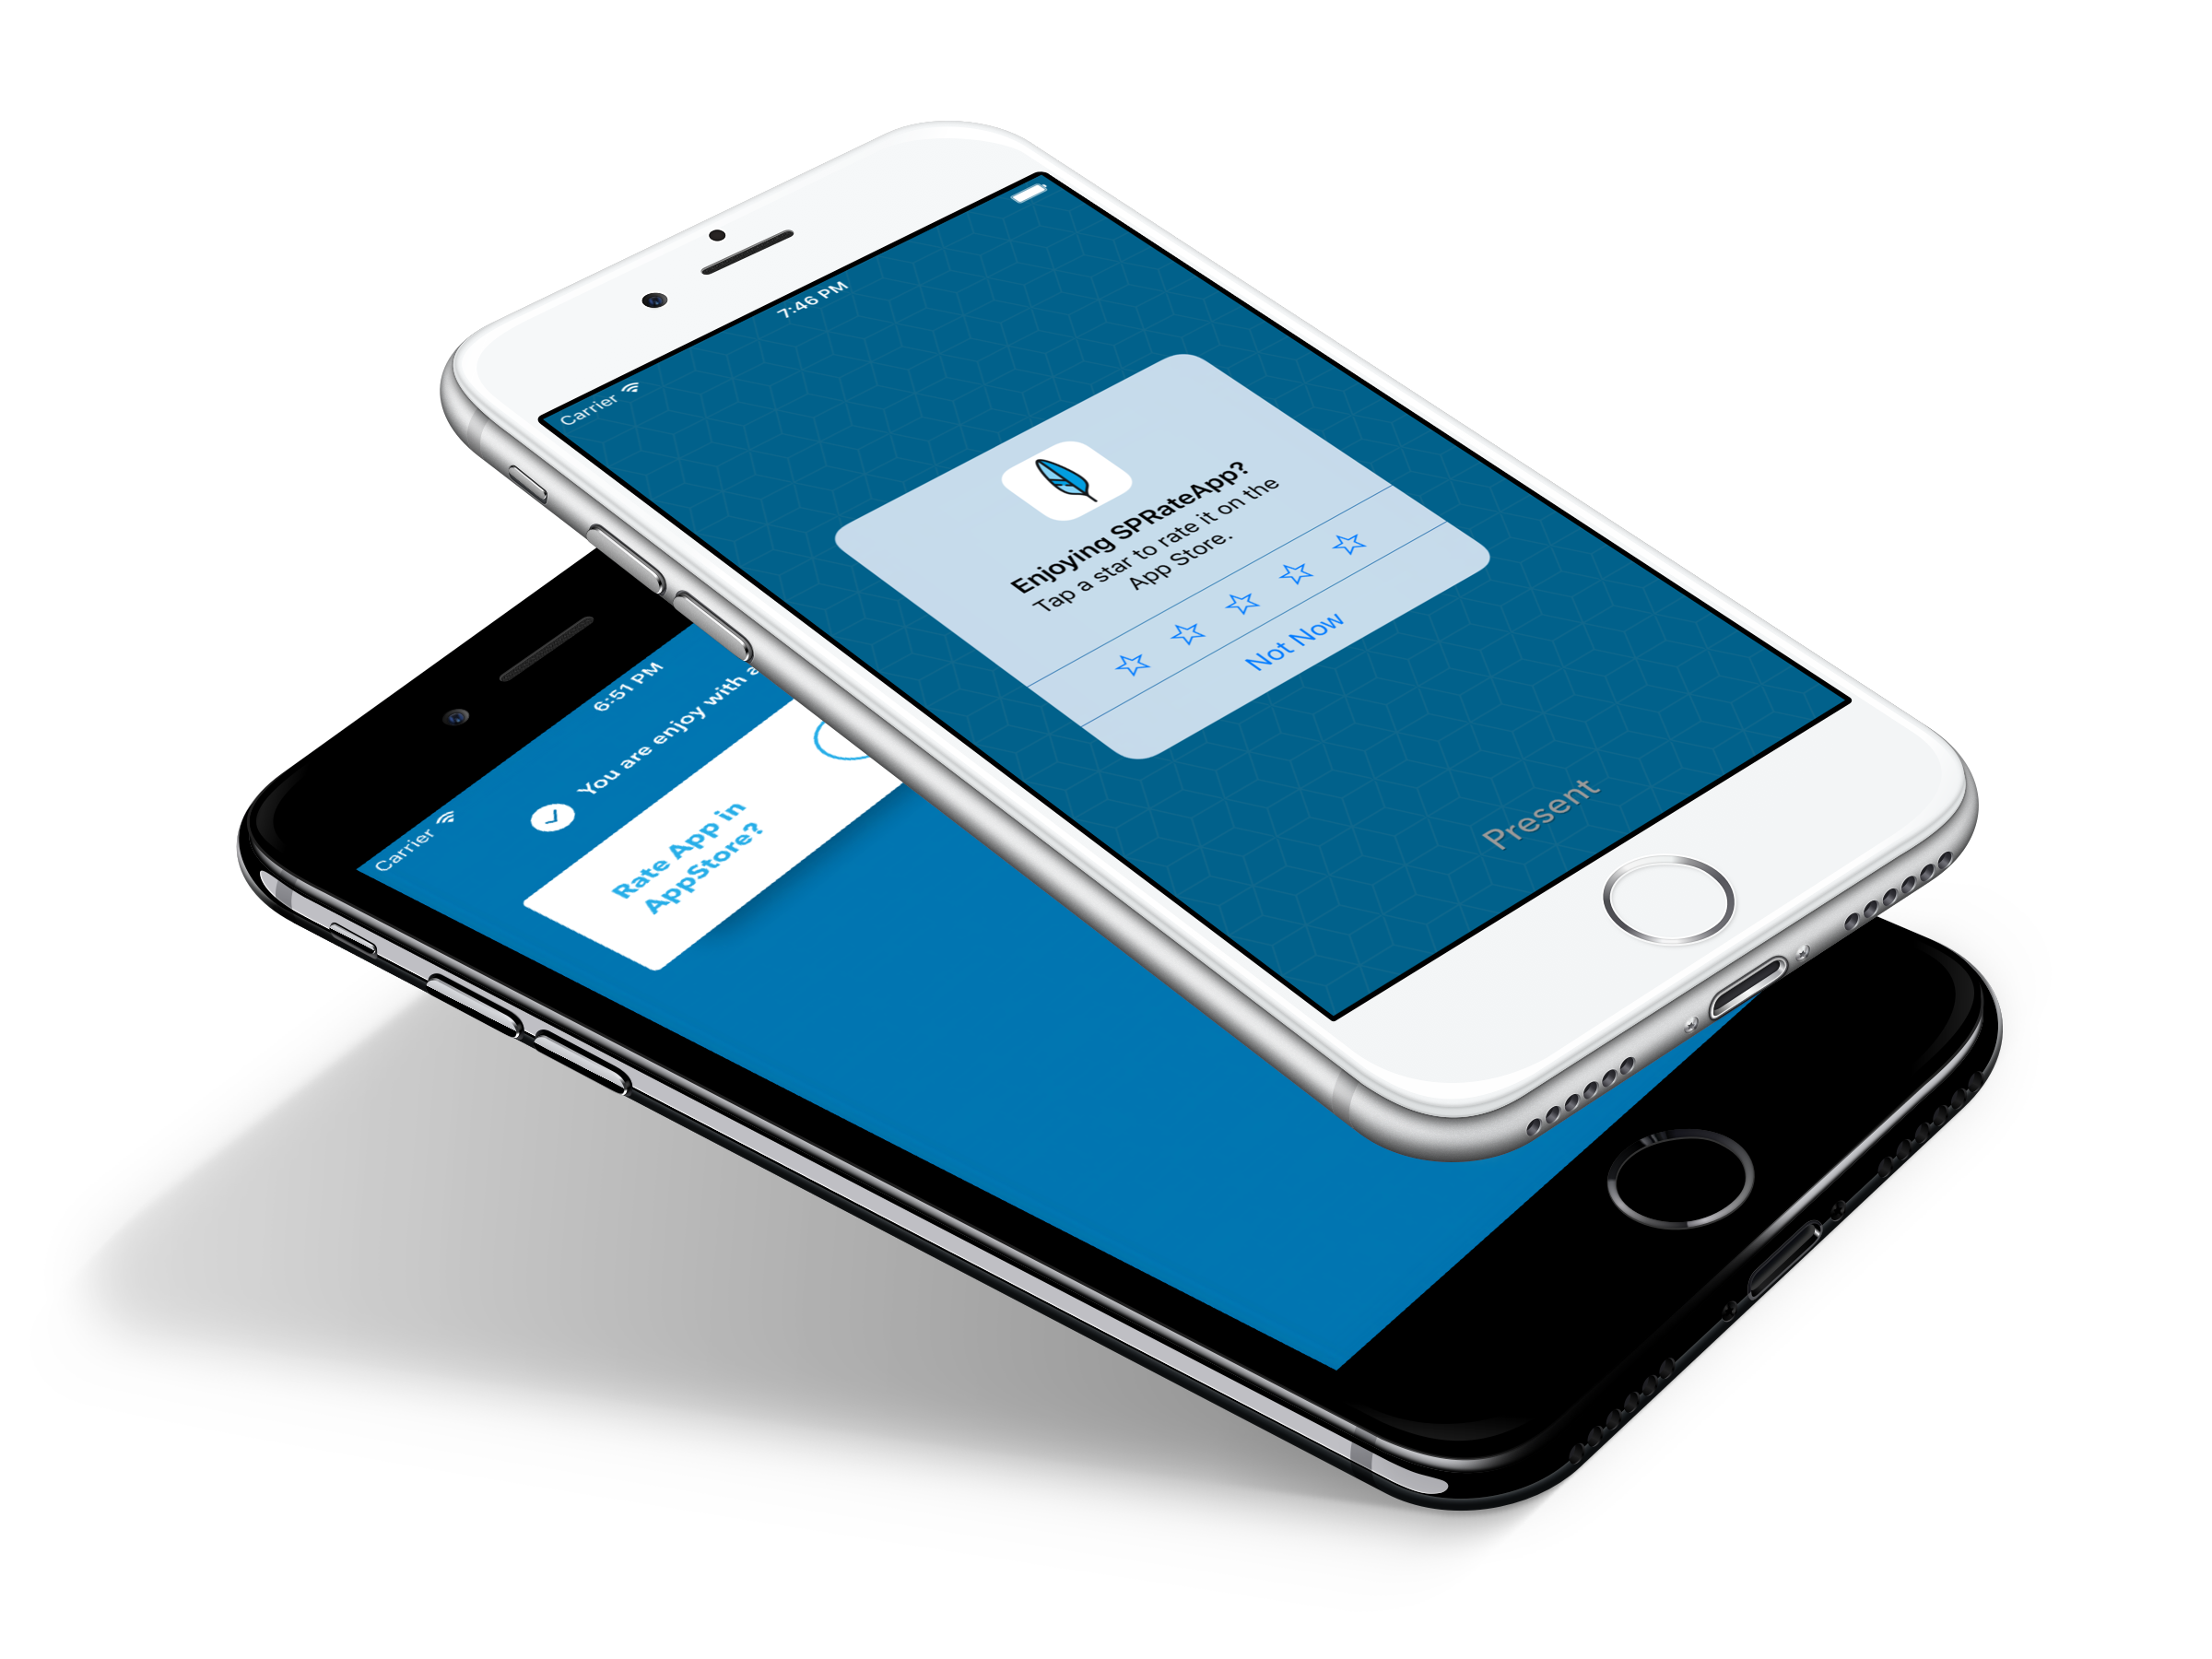 7:46 PM
Carrier
Enjoying SPRateApp?
Tap a star to rate it on the
App Store.
Not Now
Present
6:51 PM
Carrier
You are enjoy with a
Rate App in
AppStore?